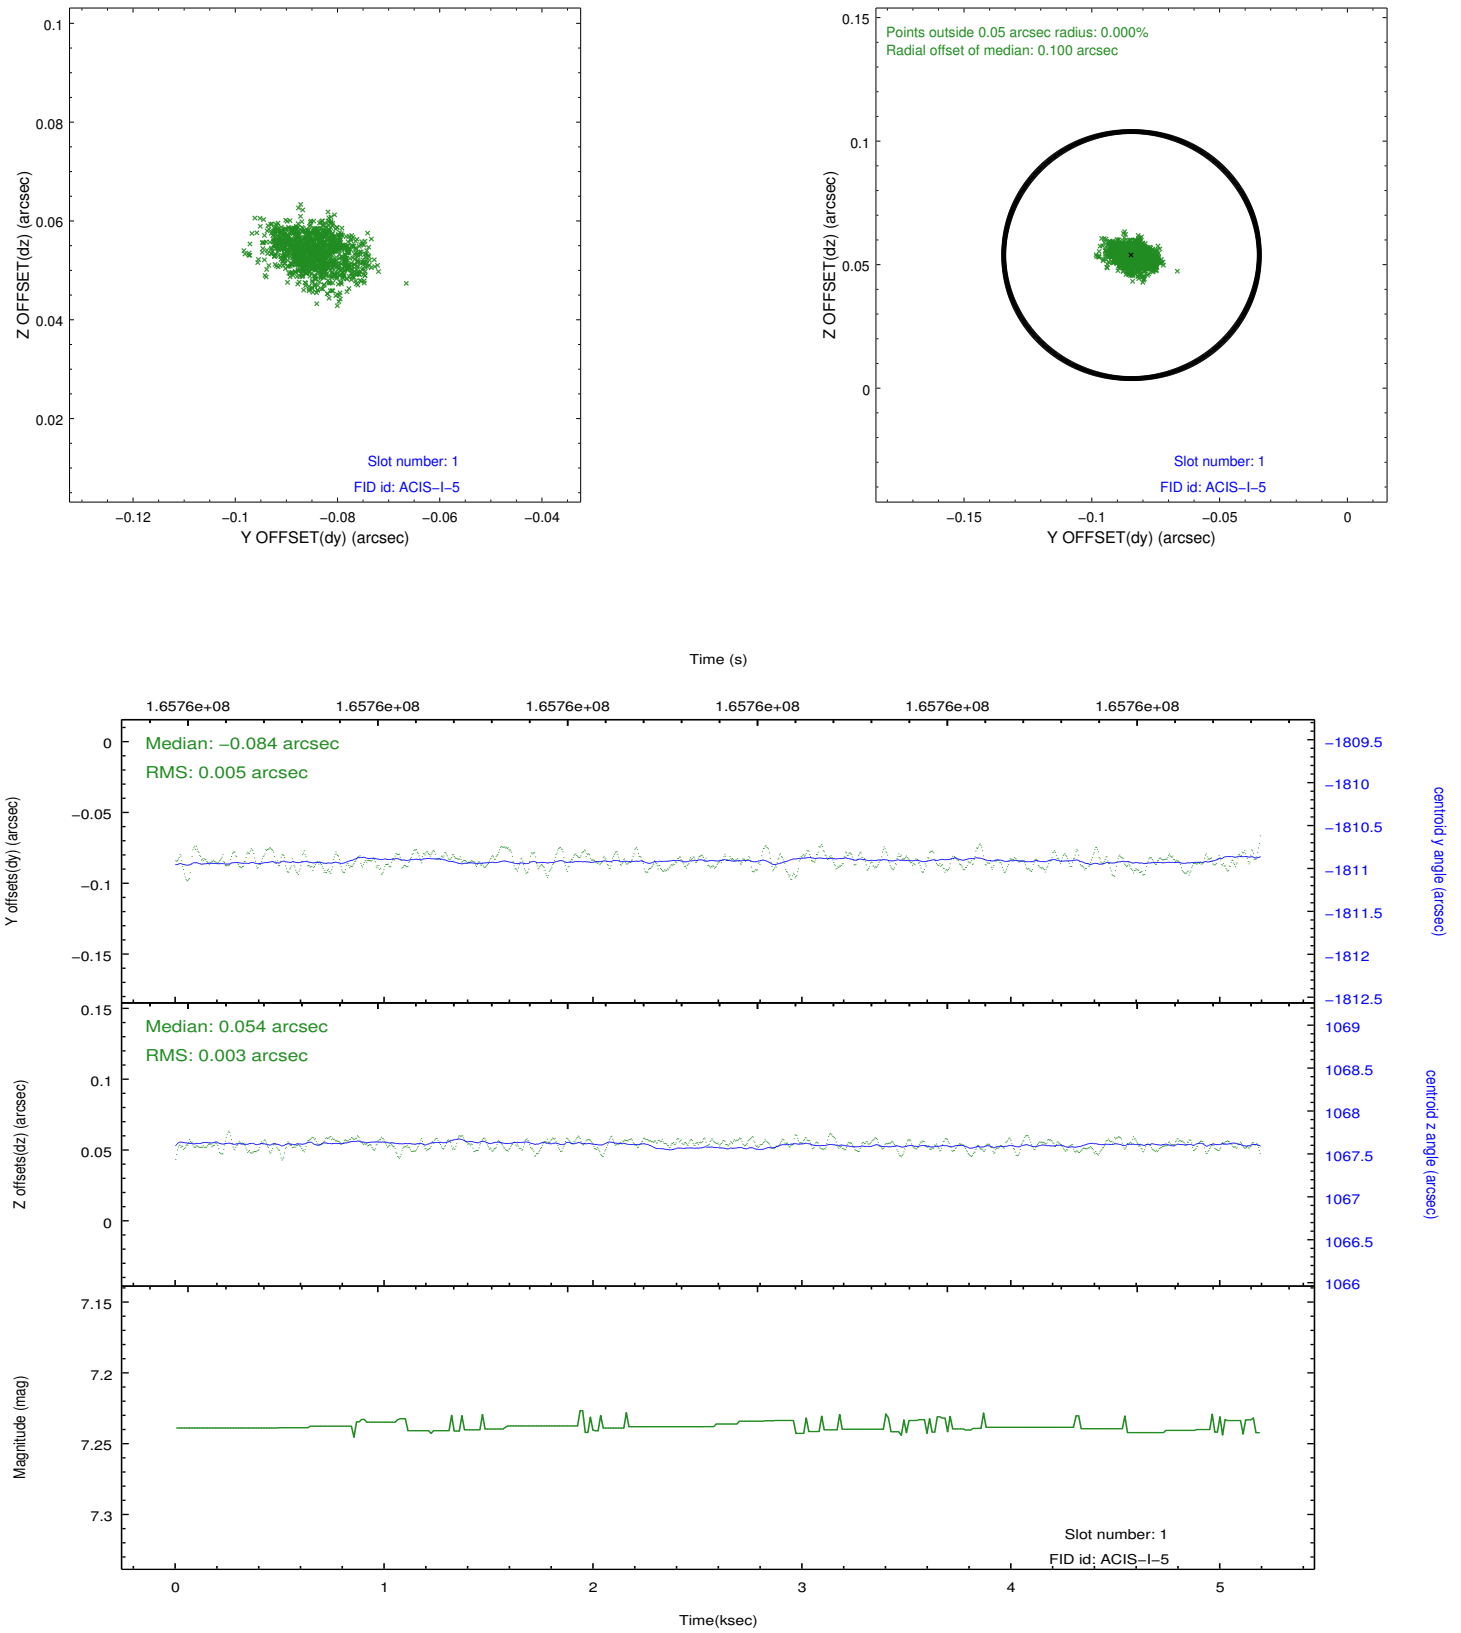 0.1
0.08
0.06
0.04
0.02
Z OFFSET(dz) (arcsec)
Slot number: 1
FID id: ACIS−I−5
−0.12 −0.1 −0.08 −0.06 −0.04
Y OFFSET(dy) (arcsec)
0.15
0.1
0.05
0
Z OFFSET(dz) (arcsec)
Points outside 0.05 arcsec radius: 0.000%
Radial offset of median: 0.100 arcsec
Slot number: 1
FID id: ACIS−I−5
−0.15 −0.1 −0.05 0
Y OFFSET(dy) (arcsec)
Time (s)
1.6576e+08 1.6576e+08 1.6576e+08 1.6576e+08 1.6576e+08 1.6576e+08
Median: −0.084 arcsec
RMS: 0.005 arcsec
0
−0.05
−0.1
−0.15
Y offsets(dy) (arcsec)
−1809.5
−1810
−1810.5
−1811
−1811.5
−1812
−1812.5
centroid y angle (arcsec)
Median: 0.054 arcsec
RMS: 0.003 arcsec
0.15
0.1
0.05
0
Z offsets(dz) (arcsec)
1069
1068.5
1068
1067.5
1067
1066.5
1066
centroid z angle (arcsec)
7.15
7.2
7.25
7.3
Magnitude (mag)
Slot number: 1
FID id: ACIS−I−5
0 1 2 3 4 5
Time(ksec)